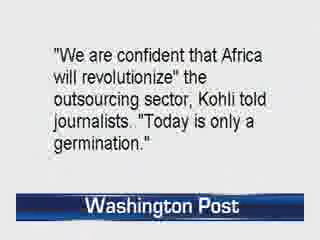 "We are confident that Africa
will revolutionize" the
outsourcing sector, Kohli told
journalists. "Today is only a
germination."
Washington Post